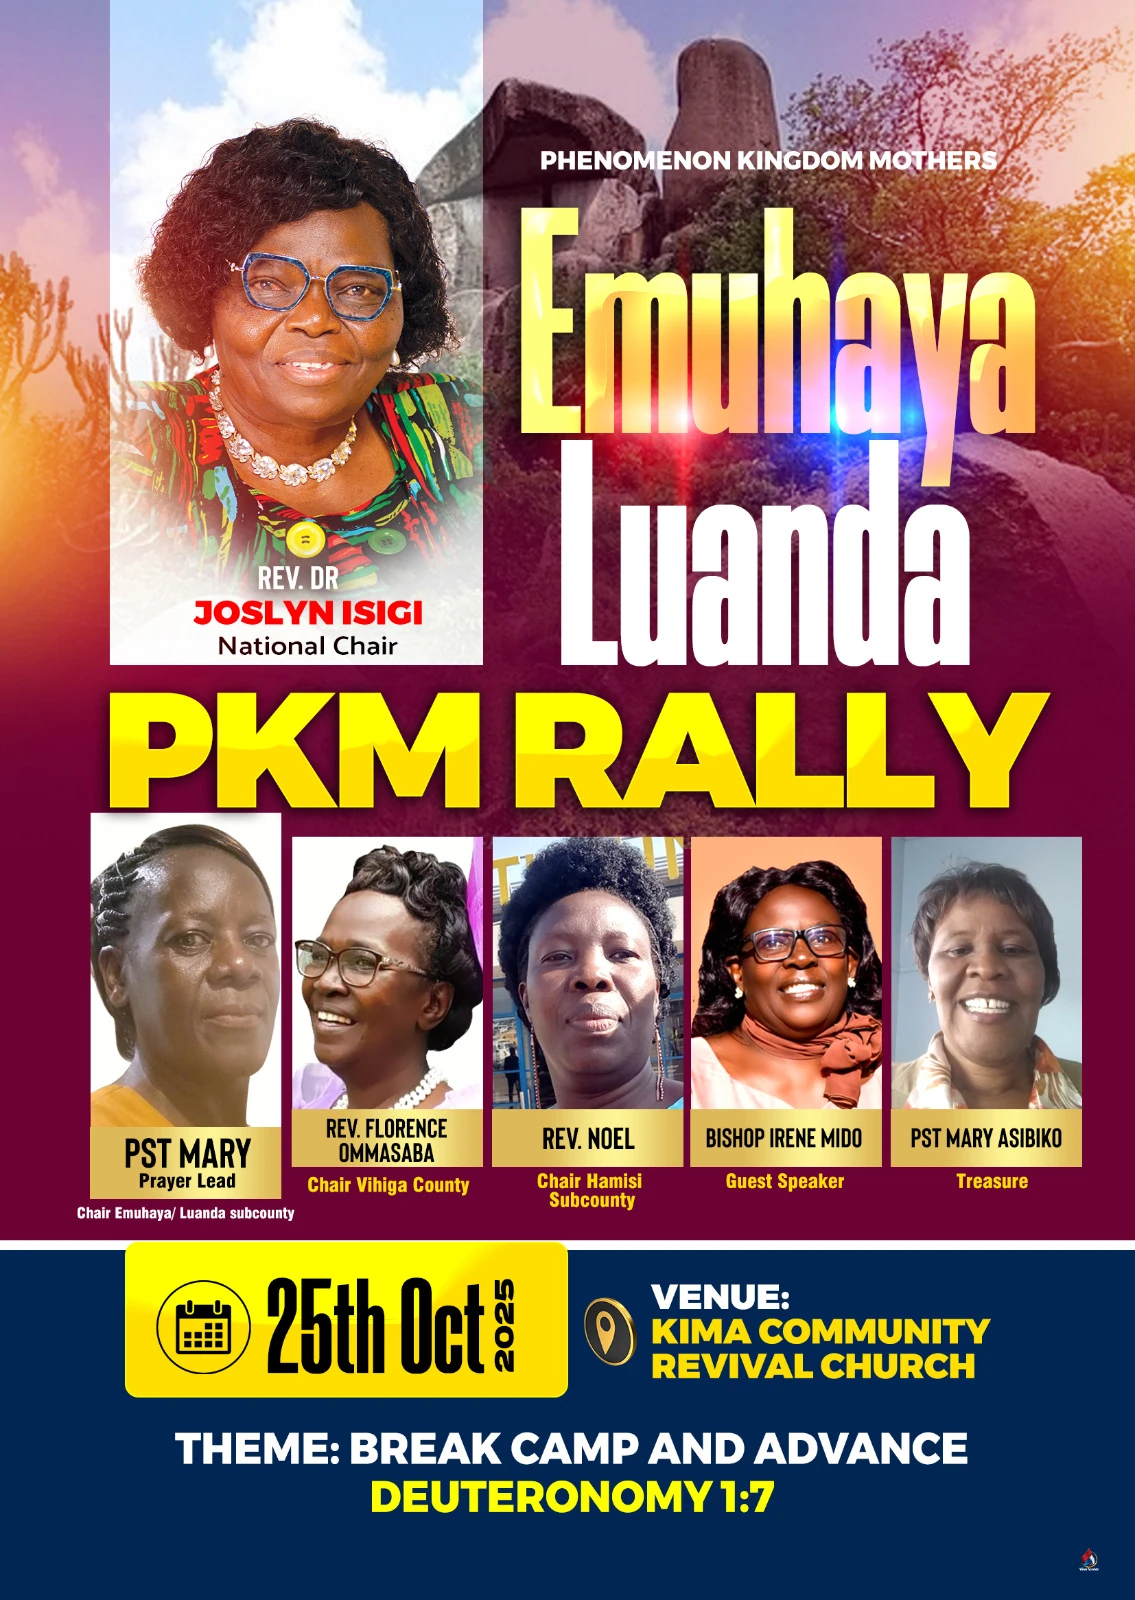 PHENOMENON KINGDOM MOTHERS
Emuhaya
Luanda
REV. DR
JOSLYN ISIGI
National Chair
PKM RALLY
PST MARY
Prayer Lead
Chair Emuhaya/ Luanda subcounty
REV. FLORENCE
OMMASABA
Chair Vihiga County
REV. NOEL
Chair Hamisi
Subcounty
BISHOP IRENE MIDO
Guest Speaker
PST MARY ASIBIKO
Treasure
25th Oct
2025
VENUE:
KIMA COMMUNITY
REVIVAL CHURCH
THEME: BREAK CAMP AND ADVANCE
DEUTERONOMY 1:7